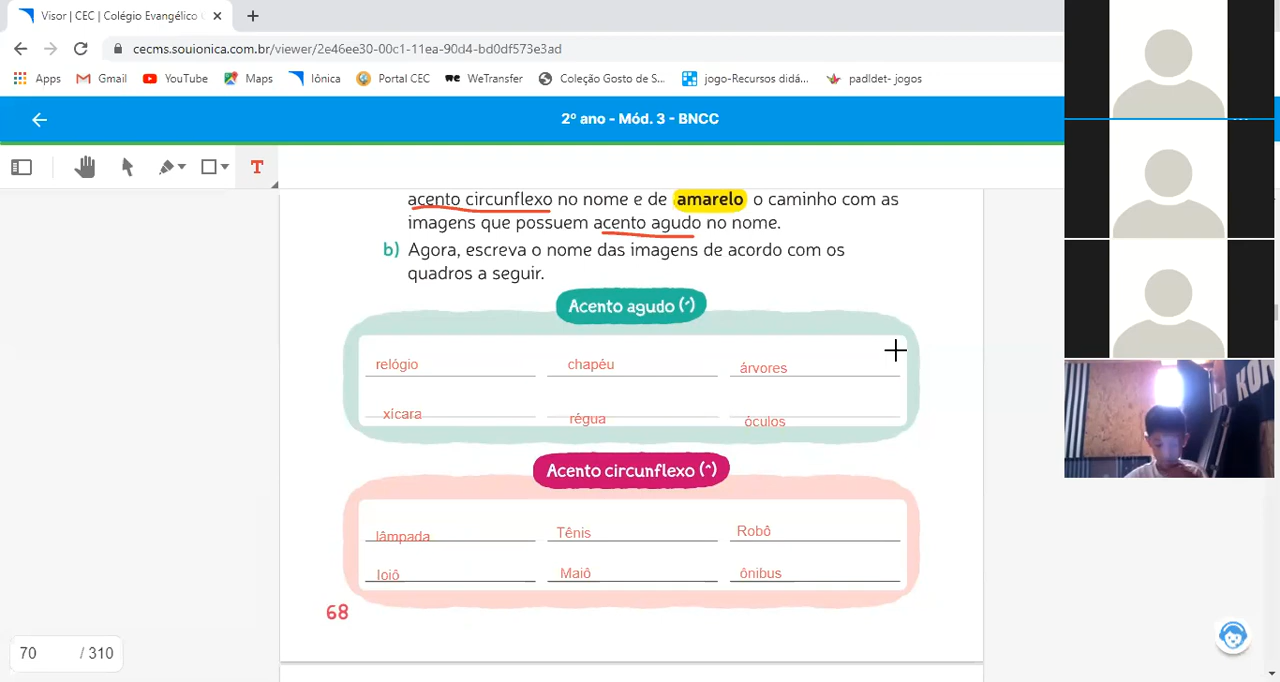 Visor | CEC | Colégio Evangélico
cecms.souionica.com.br/viewer/2e46ee30-00c1-11ea-90d4-bd0df573e3ad
Apps Gmail YouTube Maps Iônica Portal CEC WeTransfer Coleção Gosto de S... jogo-Recursos didá... padldet- jogos
2º ano - Mód. 3 - BNCC
T
acento circunflexo no nome e de amarelo o caminho com as
imagens que possuem acento agudo no nome.
b) Agora, escreva o nome das imagens de acordo com os
quadros a seguir.
Acento agudo (´)
relógio chapéu árvores
xícara régua óculos
Acento circunflexo (^)
lâmpada Tênis Robô
Ioiô Maiô ônibus
68
70 / 310